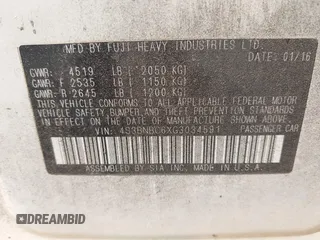 MFD. BY FUJI HEAVY INDUSTRIES LTD.
DATE: 01/16
GVWR: 4519 LB ( 2050 KG)
GAWR: F 2535 LB ( 1150 KG)
GAWR: R 2645 LB ( 1200 KG)
THIS VEHICLE CONFORMS TO ALL APPLICABLE FEDERAL MOTOR
VEHICLE SAFETY, BUMPER, AND THEFT PREVENTION STANDARDS
IN EFFECT ON THE DATE OF MANUFACTURE SHOWN ABOVE.
VIN: 4S3BNBC6XG3034591 PASSENGER CAR
ASSEMBLED BY SIA INC. MADE IN U.S.A.
DREAMBID